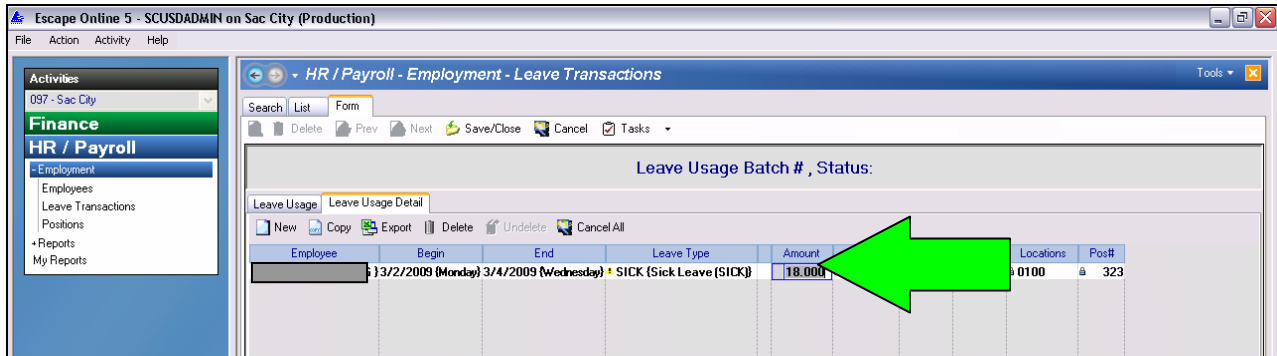 Escape Online 5 - SCUSDADMIN on Sac City (Production)
File Action Activity Help
Activities
097 - Sac City
Finance
HR / Payroll
- Employment
Employees
Leave Transactions
Positions
+ Reports
My Reports
HR / Payroll - Employment - Leave Transactions
Tools
Search List Form
Delete Prev Next Save/Close Cancel Tasks
Leave Usage Batch # , Status:
Leave Usage Leave Usage Detail
New Copy Export Delete Undelete Cancel All
Employee Begin End Leave Type Amount Locations Pos#
} 3/2/2009 {Monday} 3/4/2009 {Wednesday} SICK {Sick Leave (SICK)} 18.000 0100 323